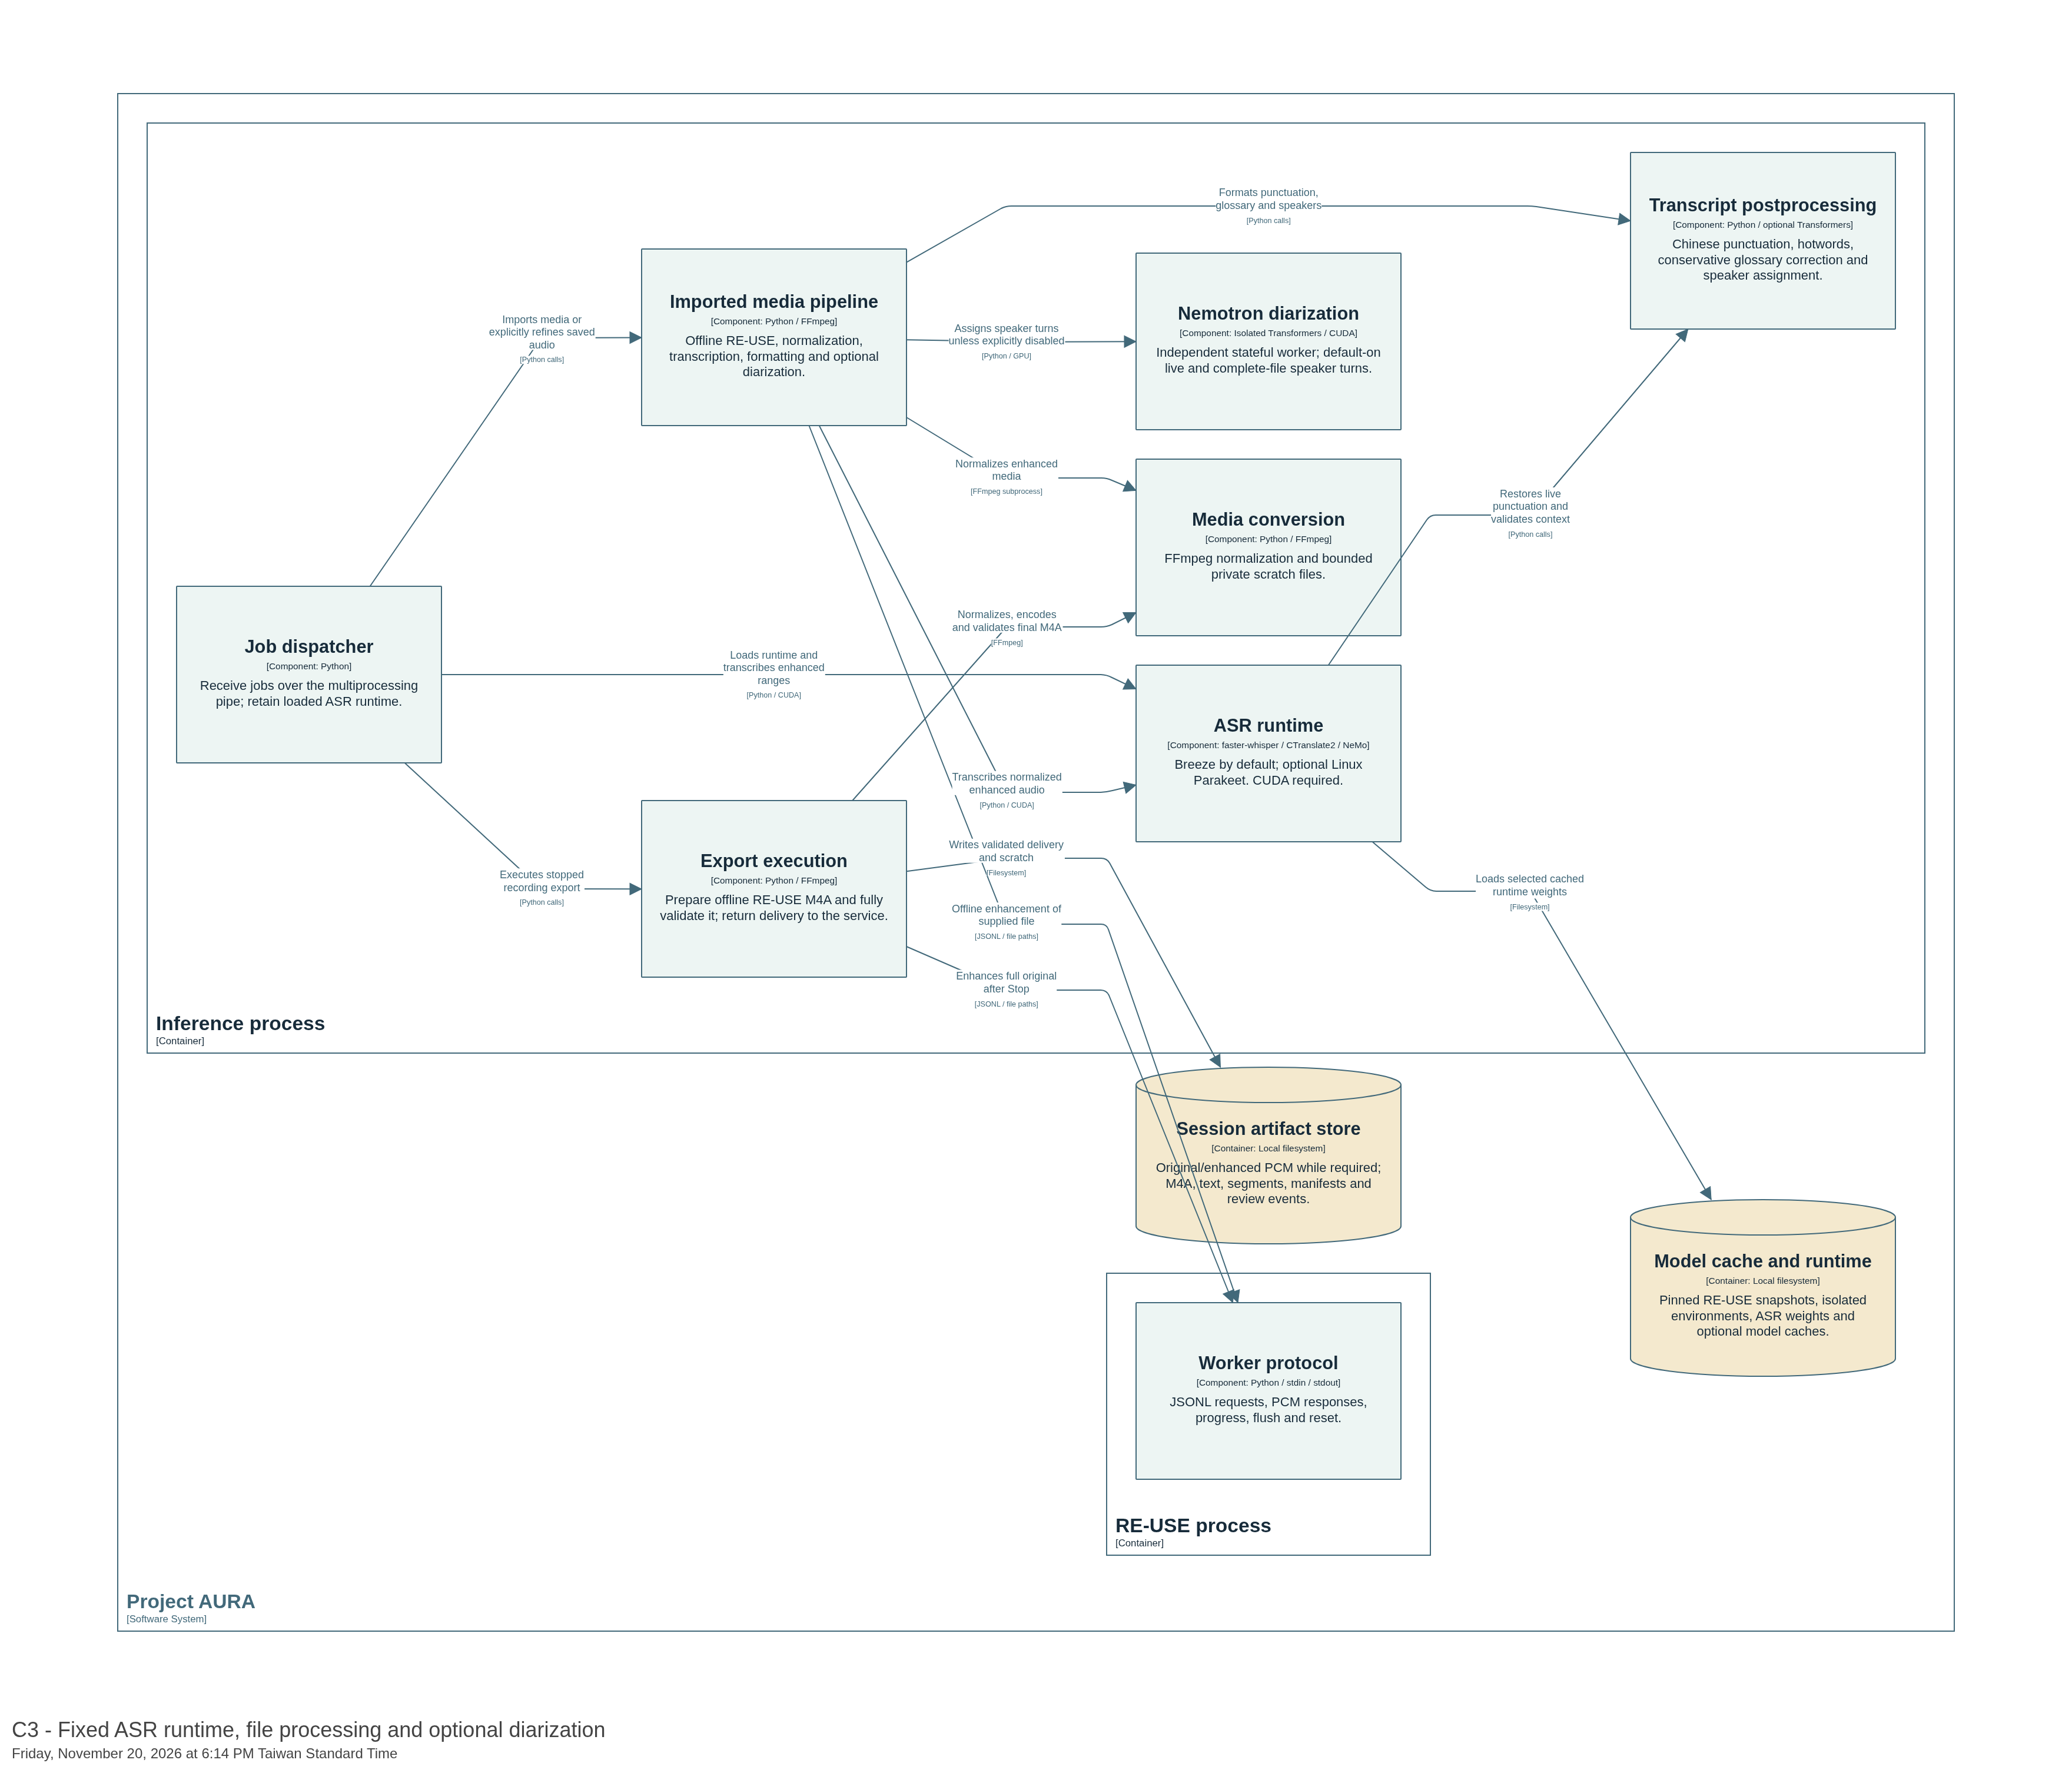 Formats punctuation,
glossary and speakers
[Python calls]
Transcript postprocessing
[Component: Python / optional Transformers]
Chinese punctuation, hotwords,
conservative glossary correction and
speaker assignment.
Imported media pipeline
[Component: Python / FFmpeg]
Offline RE-USE, normalization,
transcription, formatting and optional
diarization.
Imports media or
explicitly refines saved
audio
[Python calls]
Assigns speaker turns
unless explicitly disabled
[Python / GPU]
Nemotron diarization
[Component: Isolated Transformers / CUDA]
Independent stateful worker; default-on
live and complete-file speaker turns.
Normalizes enhanced
media
[FFmpeg subprocess]
Media conversion
[Component: Python / FFmpeg]
FFmpeg normalization and bounded
private scratch files.
Restores live
punctuation and
validates context
[Python calls]
Job dispatcher
[Component: Python]
Receive jobs over the multiprocessing
pipe; retain loaded ASR runtime.
Normalizes, encodes
and validates final M4A
[FFmpeg]
Loads runtime and
transcribes enhanced
ranges
[Python / CUDA]
ASR runtime
[Component: faster-whisper / CTranslate2 / NeMo]
Breeze by default; optional Linux
Parakeet. CUDA required.
Transcribes normalized
enhanced audio
[Python / CUDA]
Executes stopped
recording export
[Python calls]
Export execution
[Component: Python / FFmpeg]
Prepare offline RE-USE M4A and fully
validate it; return delivery to the service.
Writes validated delivery
and scratch
[Filesystem]
Offline enhancement of
supplied file
[JSONL / file paths]
Enhances full original
after Stop
[JSONL / file paths]
Loads selected cached
runtime weights
[Filesystem]
Inference process
[Container]
Session artifact store
[Container: Local filesystem]
Original/enhanced PCM while required;
M4A, text, segments, manifests and
review events.
Model cache and runtime
[Container: Local filesystem]
Pinned RE-USE snapshots, isolated
environments, ASR weights and
optional model caches.
Worker protocol
[Component: Python / stdin / stdout]
JSONL requests, PCM responses,
progress, flush and reset.
RE-USE process
[Container]
Project AURA
[Software System]
C3 - Fixed ASR runtime, file processing and optional diarization
Friday, November 20, 2026 at 6:14 PM Taiwan Standard Time